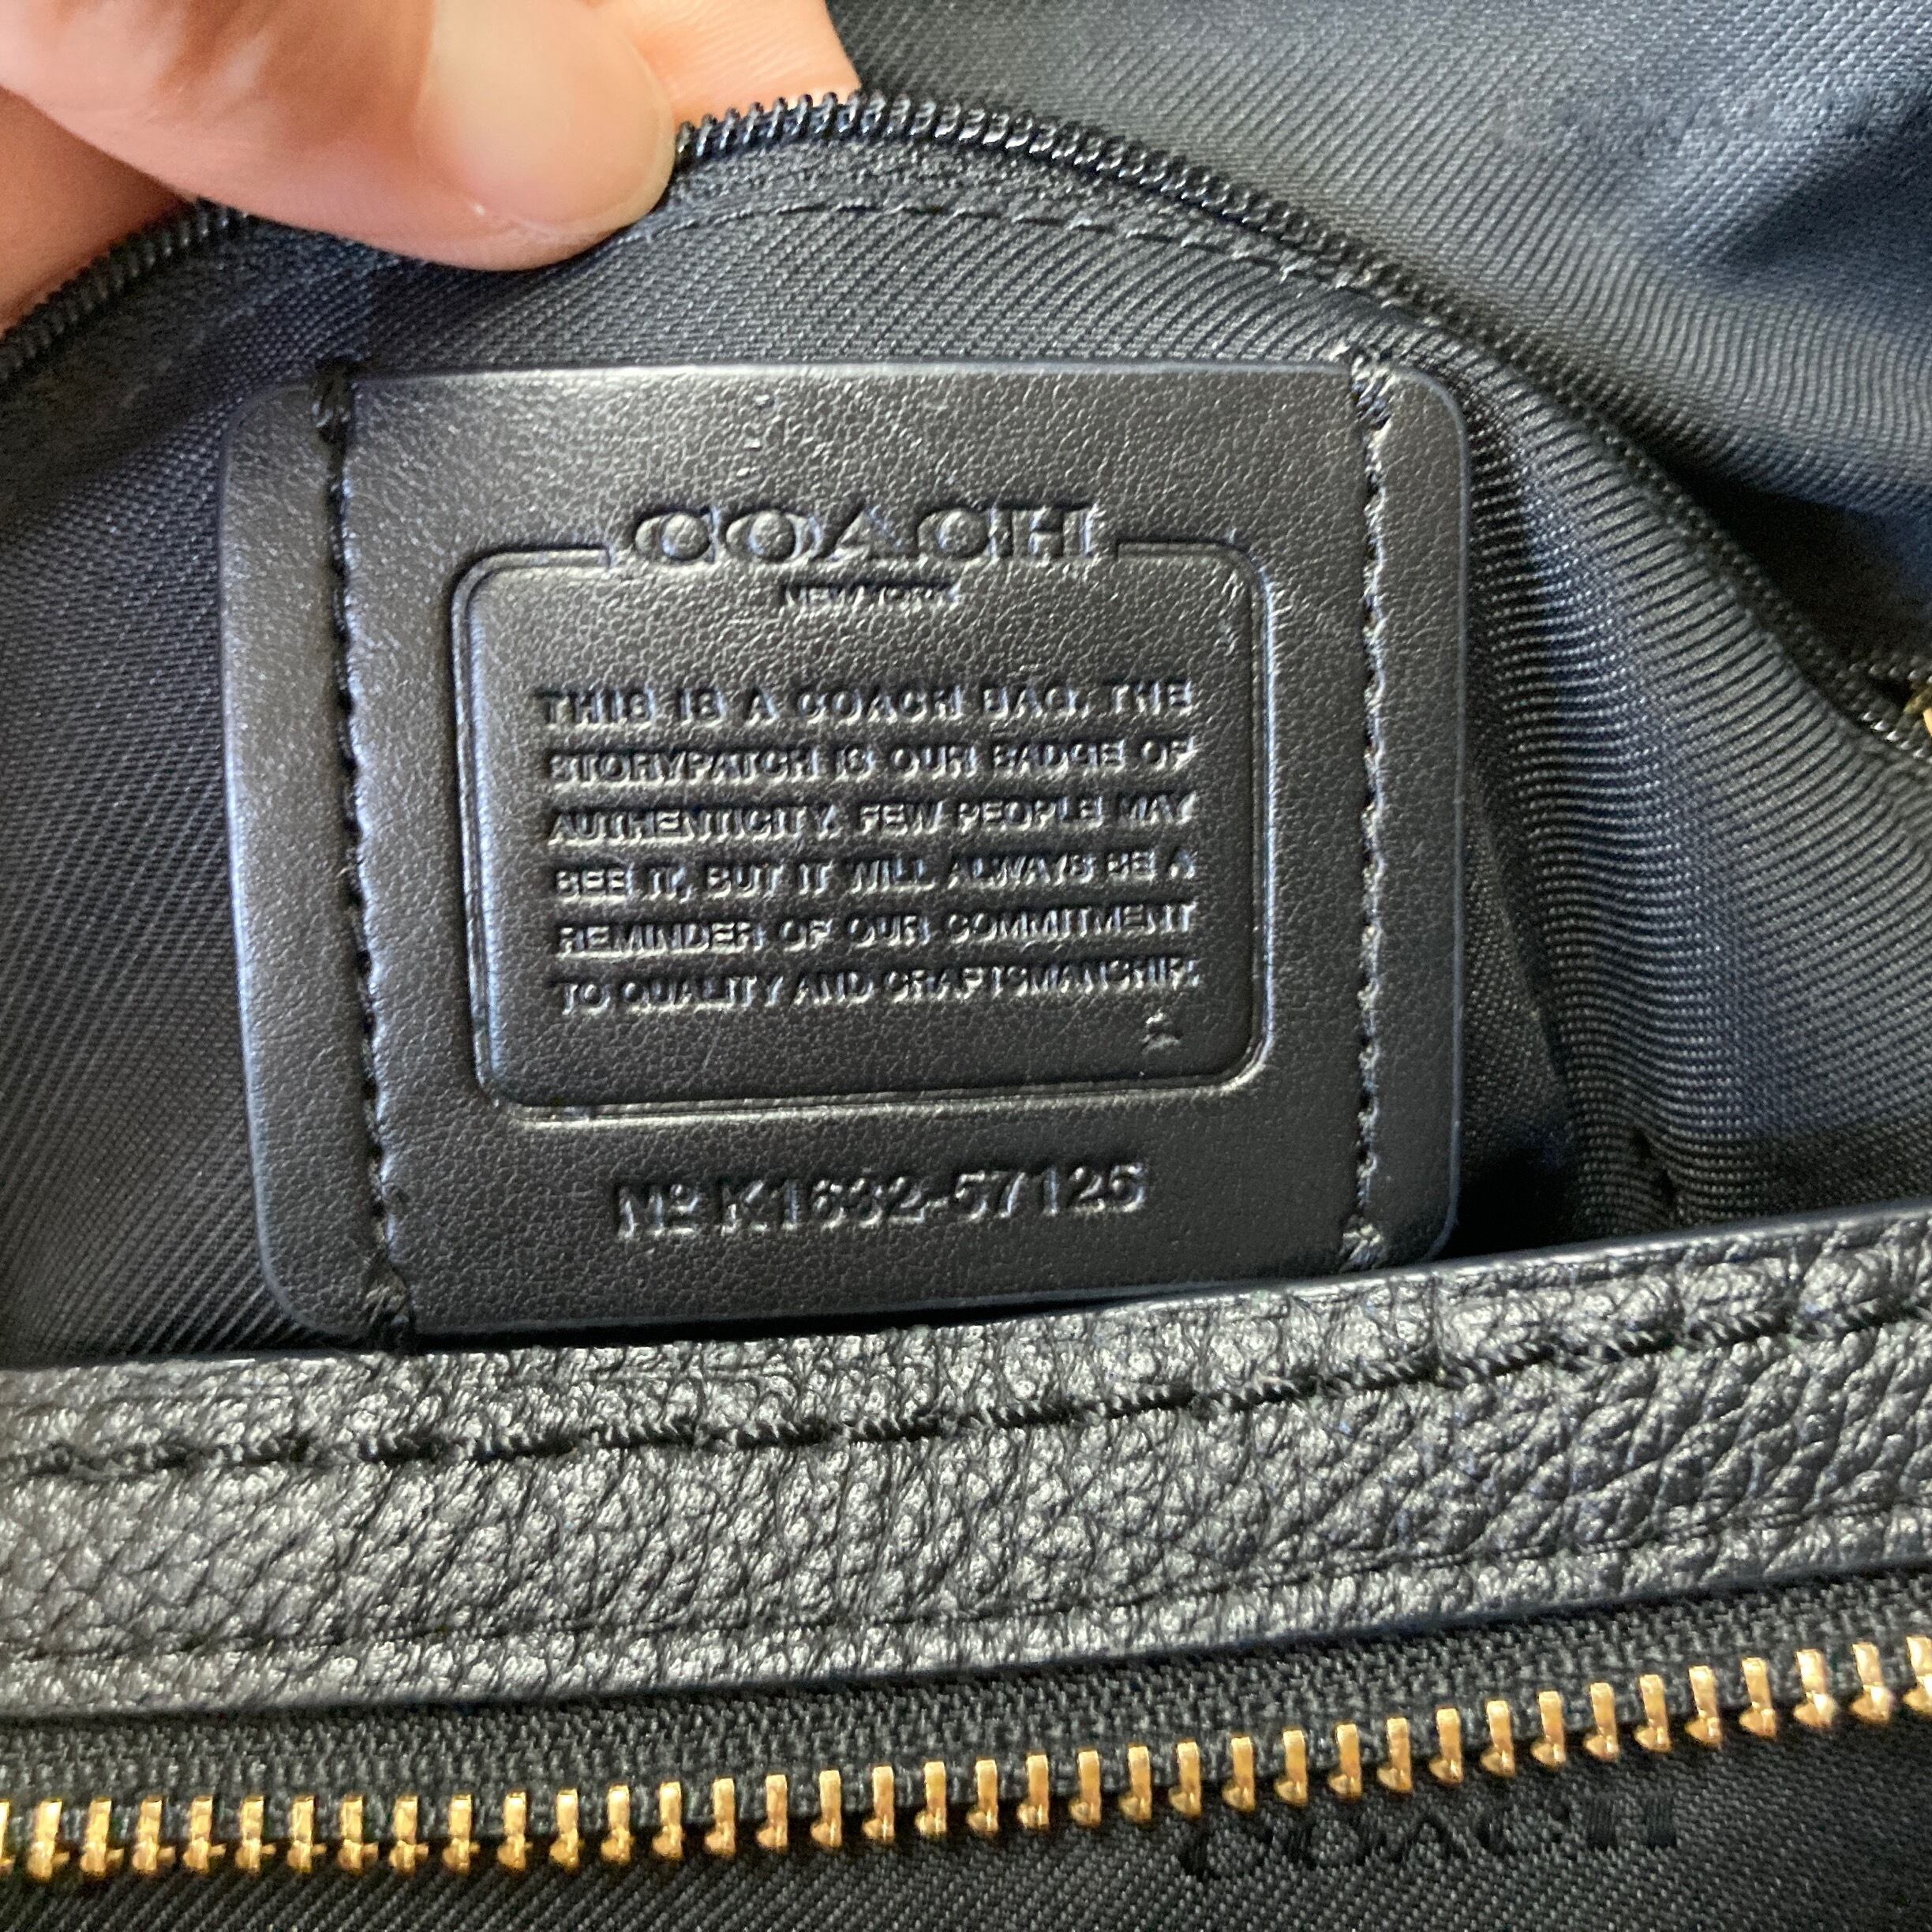 COACH
NEW YORK
THIS IS A COACH BAG. THE
STORYPATCH IS OUR BADGE OF
AUTHENTICITY. FEW PEOPLE MAY
SEE IT, BUT IT WILL ALWAYS BE A
REMINDER OF OUR COMMITMENT
TO QUALITY AND CRAFTSMANSHIP.
Nº K1632-57125
COACH